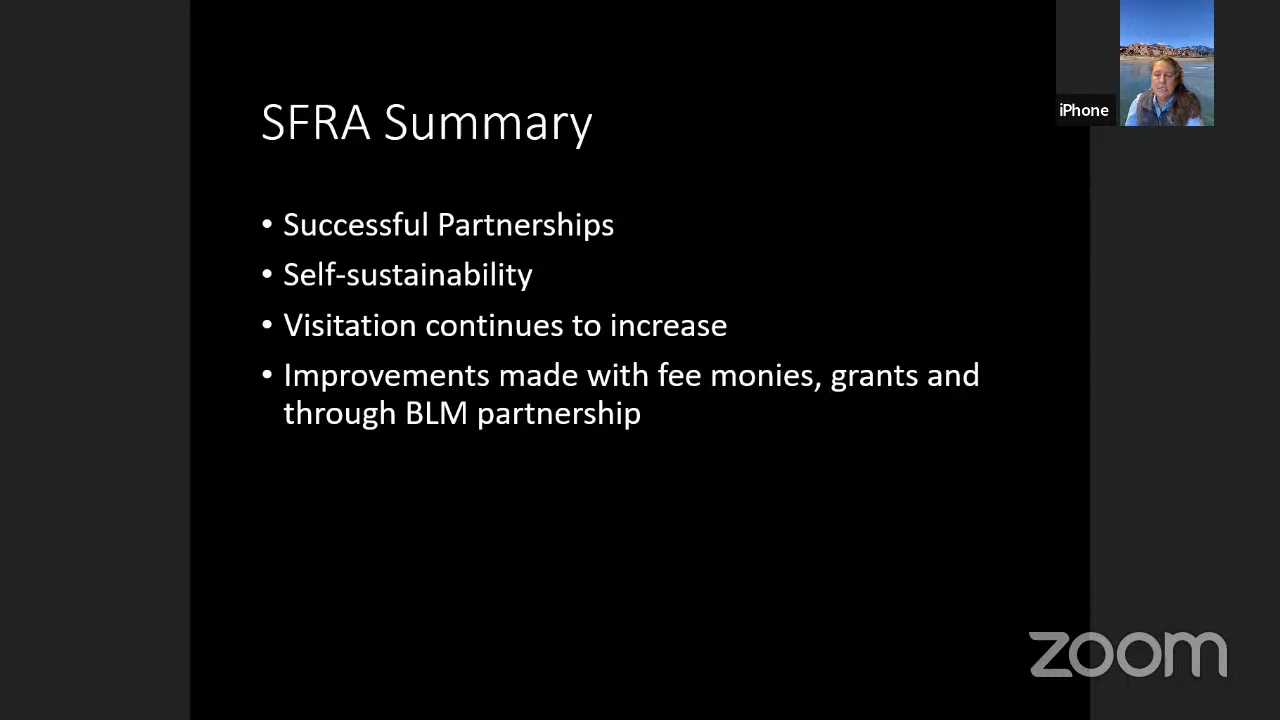 SFRA Summary
• Successful Partnerships
• Self-sustainability
• Visitation continues to increase
• Improvements made with fee monies, grants and
through BLM partnership
iPhone
zoom